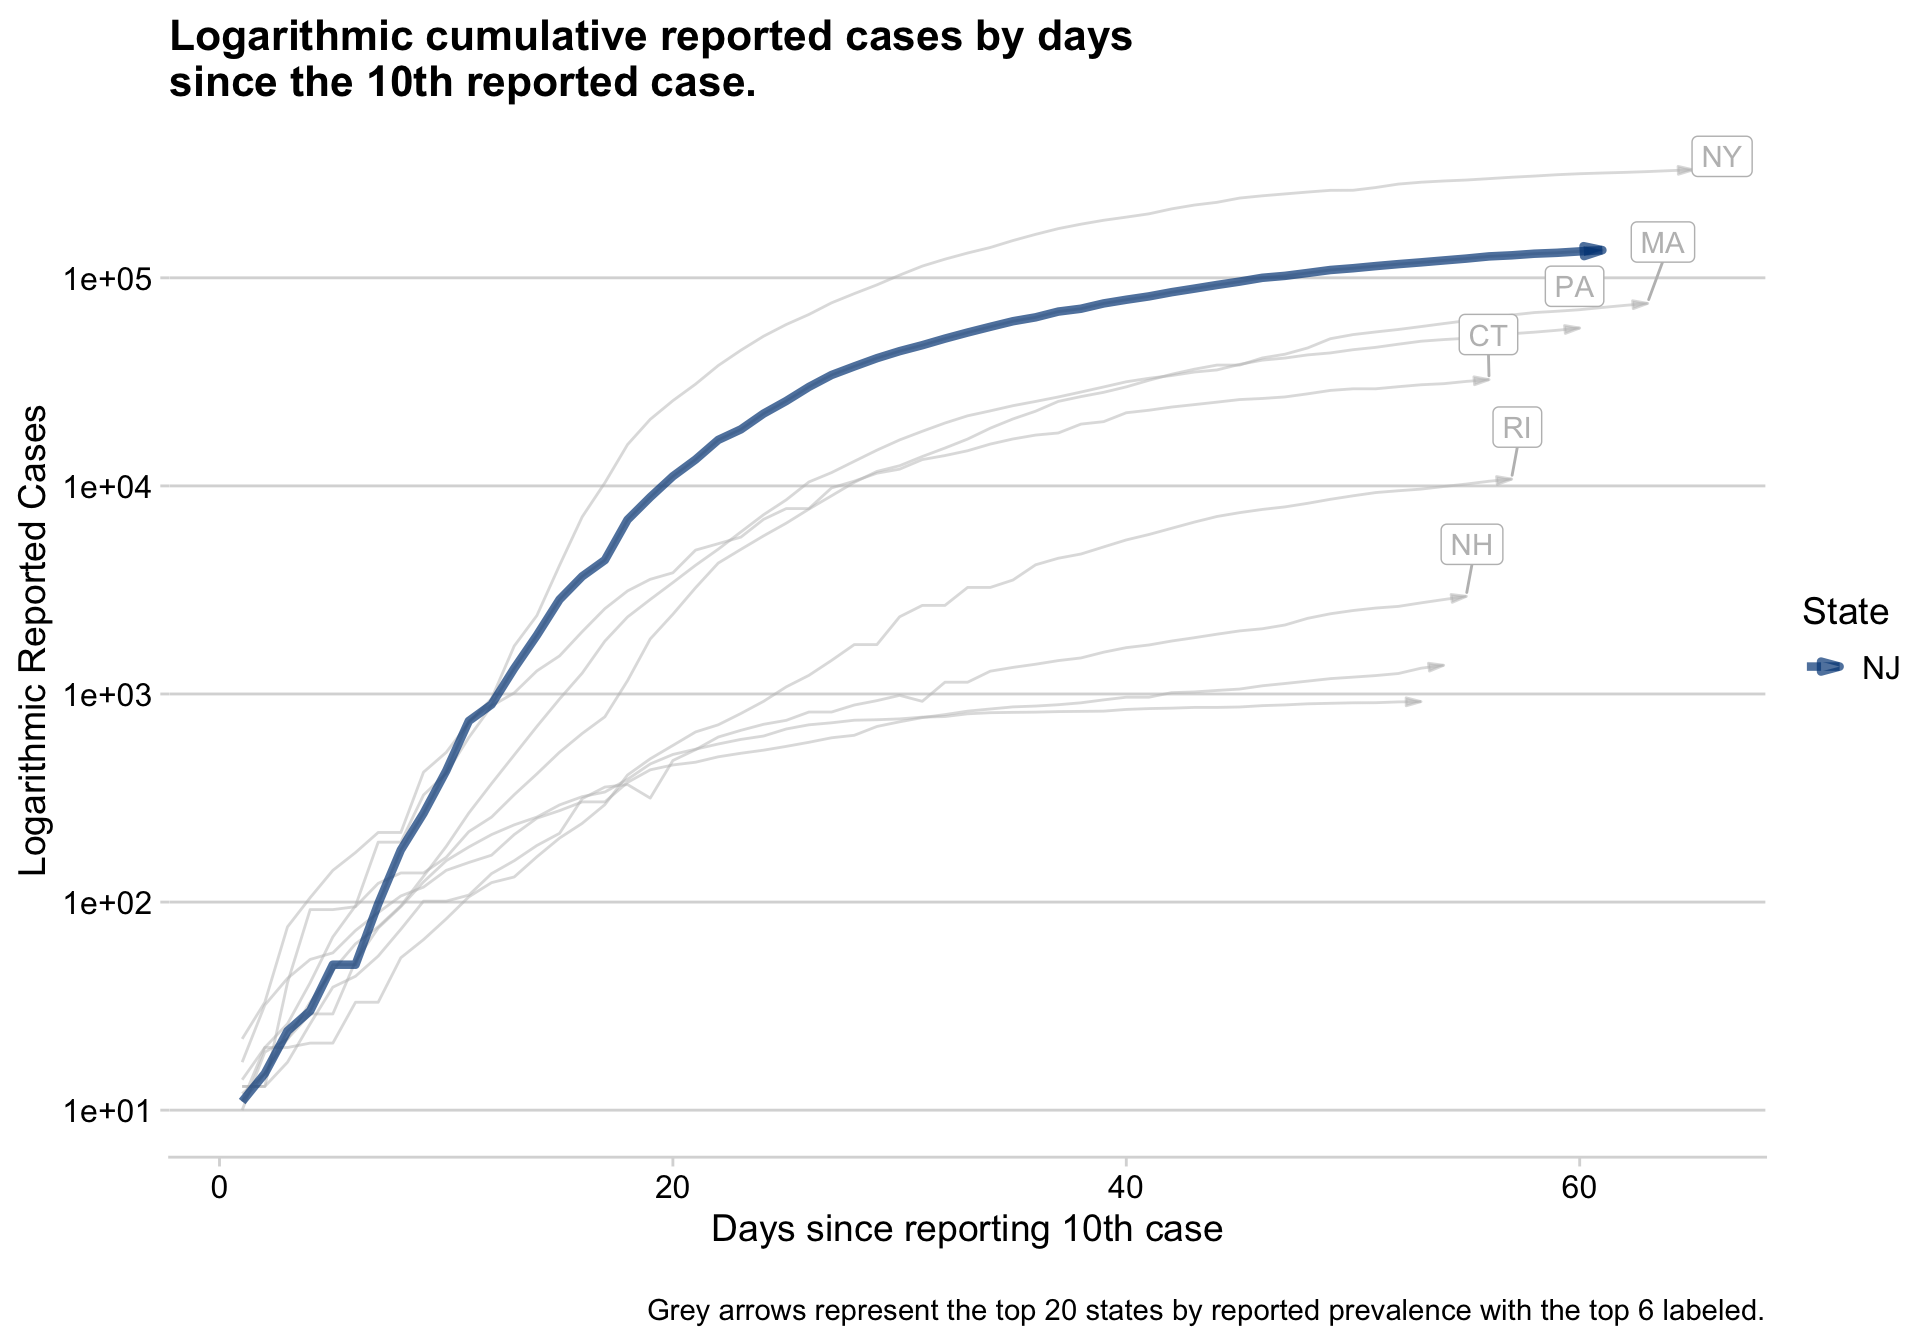 Logarithmic cumulative reported cases by days
since the 10th reported case.
NY
MA
1e+05
PA
CT
RI
1e+04
NH
Logarithmic Reported Cases
State
NJ
1e+03
1e+02
1e+01
0 20 40 60
Days since reporting 10th case
Grey arrows represent the top 20 states by reported prevalence with the top 6 labeled.